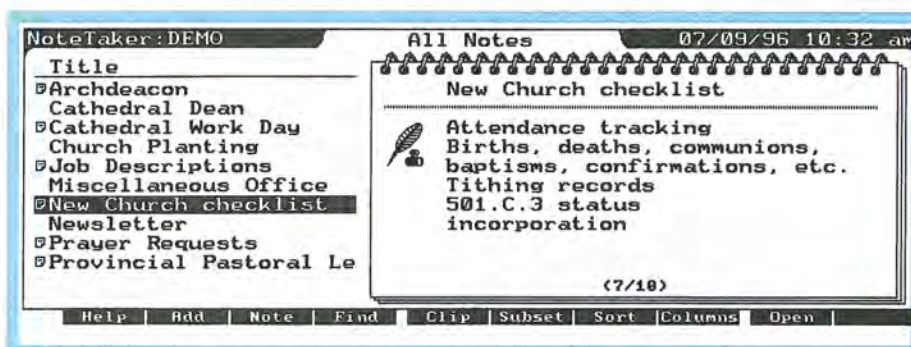 NoteTaker:DEMO All Notes 07/09/96 10:32 am
Title
Archdeacon
Cathedral Dean
Cathedral Work Day
Church Planting
Job Descriptions
Miscellaneous Office
New Church checklist
Newsletter
Prayer Requests
Provincial Pastoral Le
New Church checklist
Attendance tracking
Births, deaths, communions,
baptisms, confirmations, etc.
Tithing records
501.C.3 status
incorporation
(7/10)
Help Add Note Find Clip Subset Sort Columns Open